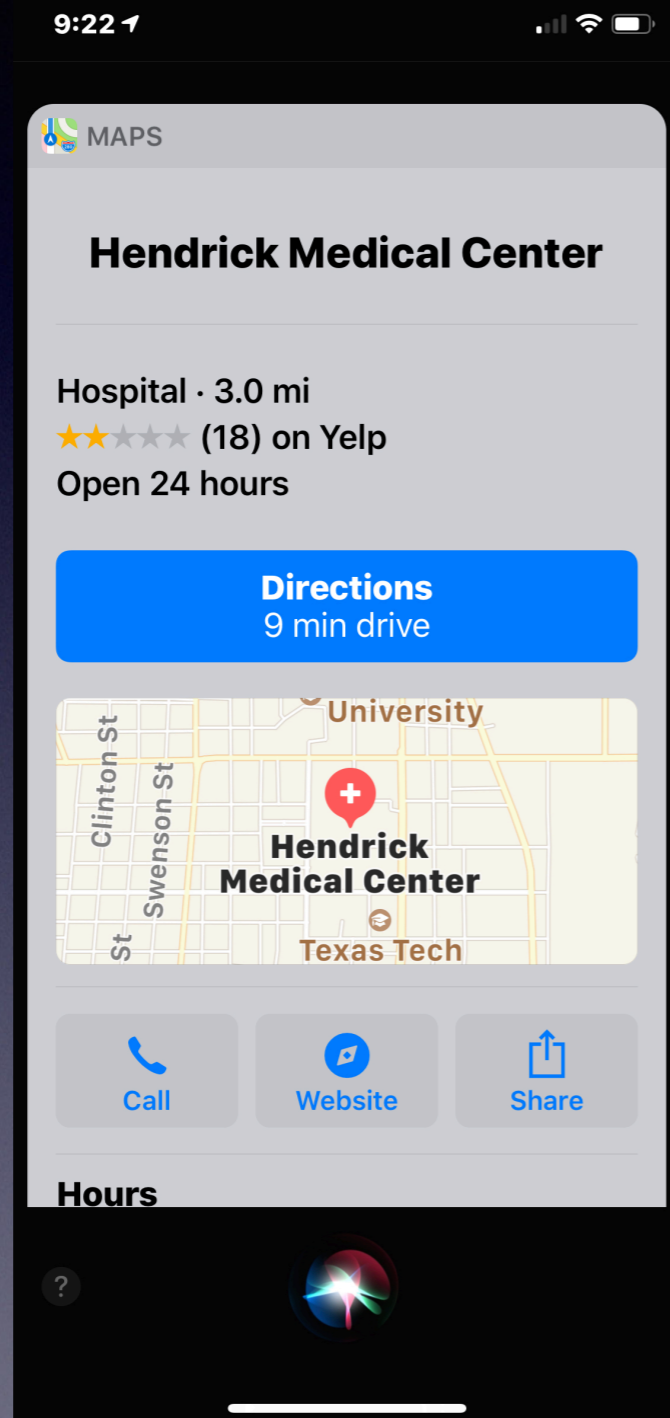 9:22
MAPS
Hendrick Medical Center
Hospital · 3.0 mi
(18) on Yelp
Open 24 hours
Directions
9 min drive
University
Clinton St
Swenson St
St
Hendrick
Medical Center
Texas Tech
Call
Website
Share
Hours
?